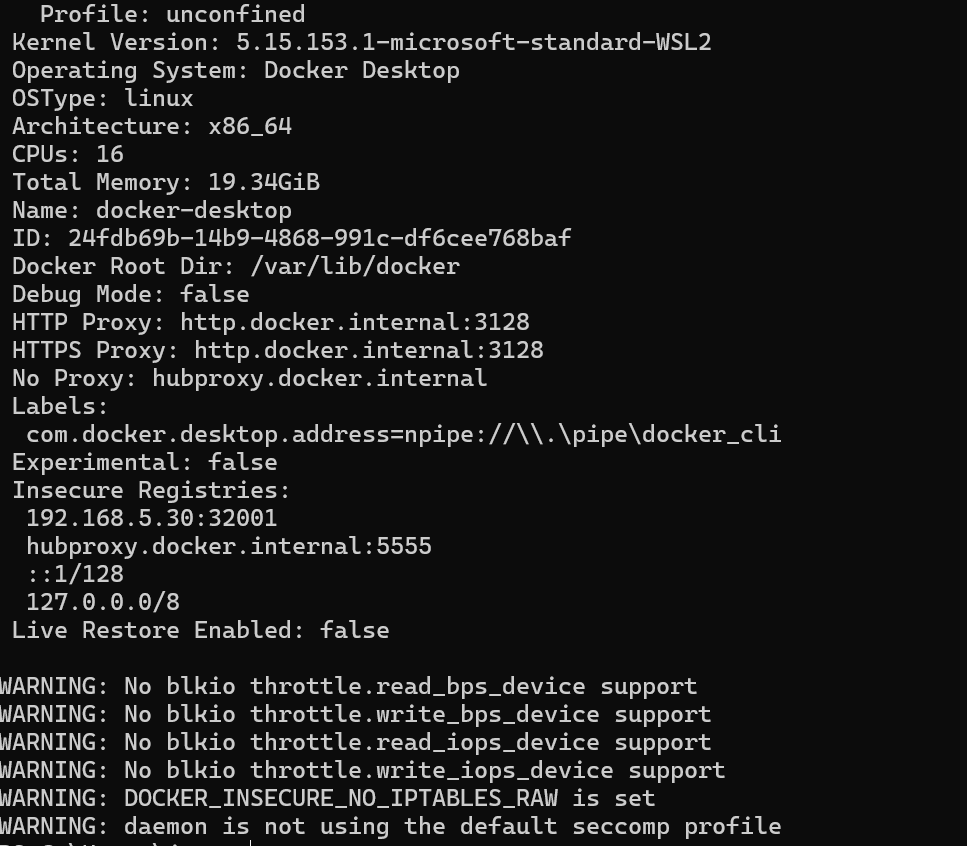 Profile: unconfined
Kernel Version: 5.15.153.1-microsoft-standard-WSL2
Operating System: Docker Desktop
OSType: linux
Architecture: x86_64
CPUs: 16
Total Memory: 19.34GiB
Name: docker-desktop
ID: 24fdb69b-14b9-4868-991c-df6cee768baf
Docker Root Dir: /var/lib/docker
Debug Mode: false
HTTP Proxy: http.docker.internal:3128
HTTPS Proxy: http.docker.internal:3128
No Proxy: hubproxy.docker.internal
Labels:
com.docker.desktop.address=npipe://\\.\pipe\docker_cli
Experimental: false
Insecure Registries:
192.168.5.30:32001
hubproxy.docker.internal:5555
::1/128
127.0.0.0/8
Live Restore Enabled: false
WARNING: No blkio throttle.read_bps_device support
WARNING: No blkio throttle.write_bps_device support
WARNING: No blkio throttle.read_iops_device support
WARNING: No blkio throttle.write_iops_device support
WARNING: DOCKER_INSECURE_NO_IPTABLES_RAW is set
WARNING: daemon is not using the default seccomp profile